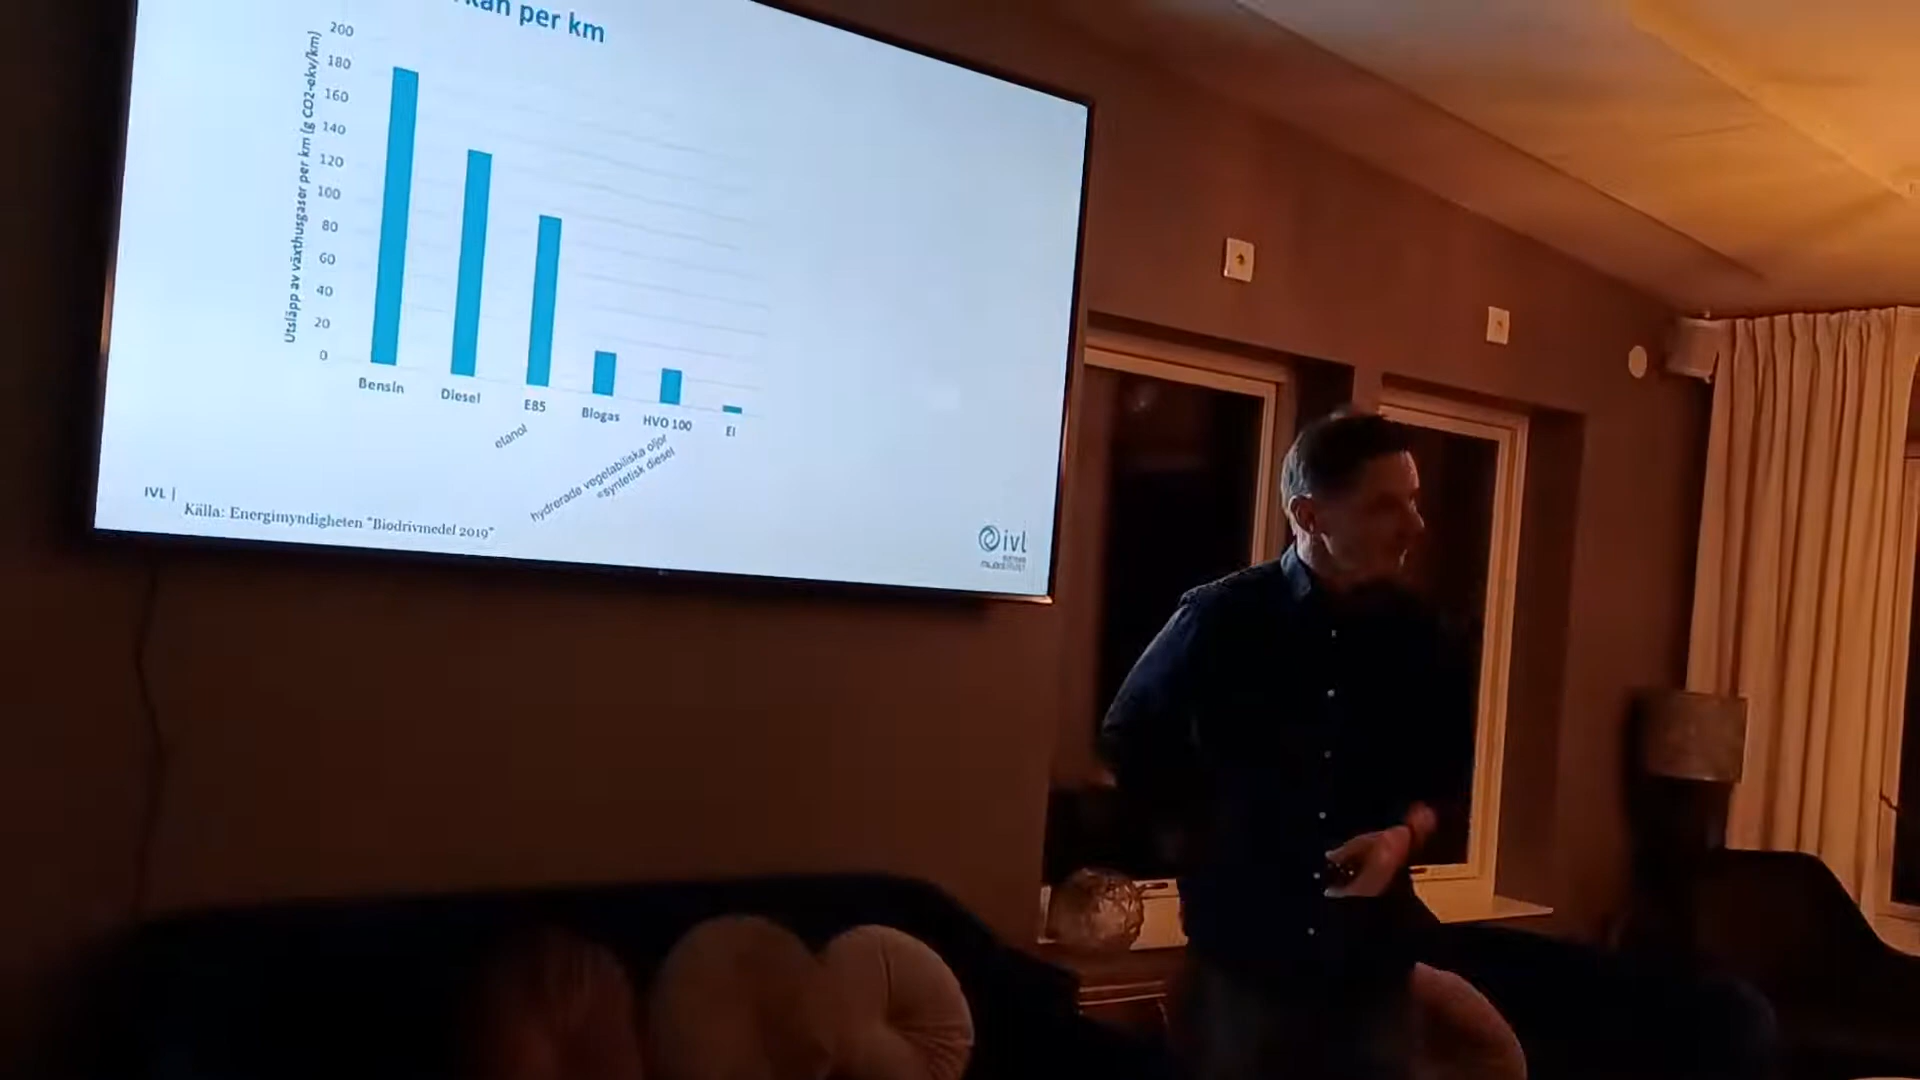 per km
Utsläpp av växthusgaser per km (g CO2-ekv/km)
200
180
160
140
120
100
80
60
40
20
0
Bensin
Diesel
E85
Biogas
HVO 100
El
etanol
hydrerade vegetabiliska oljor
=syntetisk diesel
IVL |
Källa: Energimyndigheten "Biodrivmedel 2019"
ivl